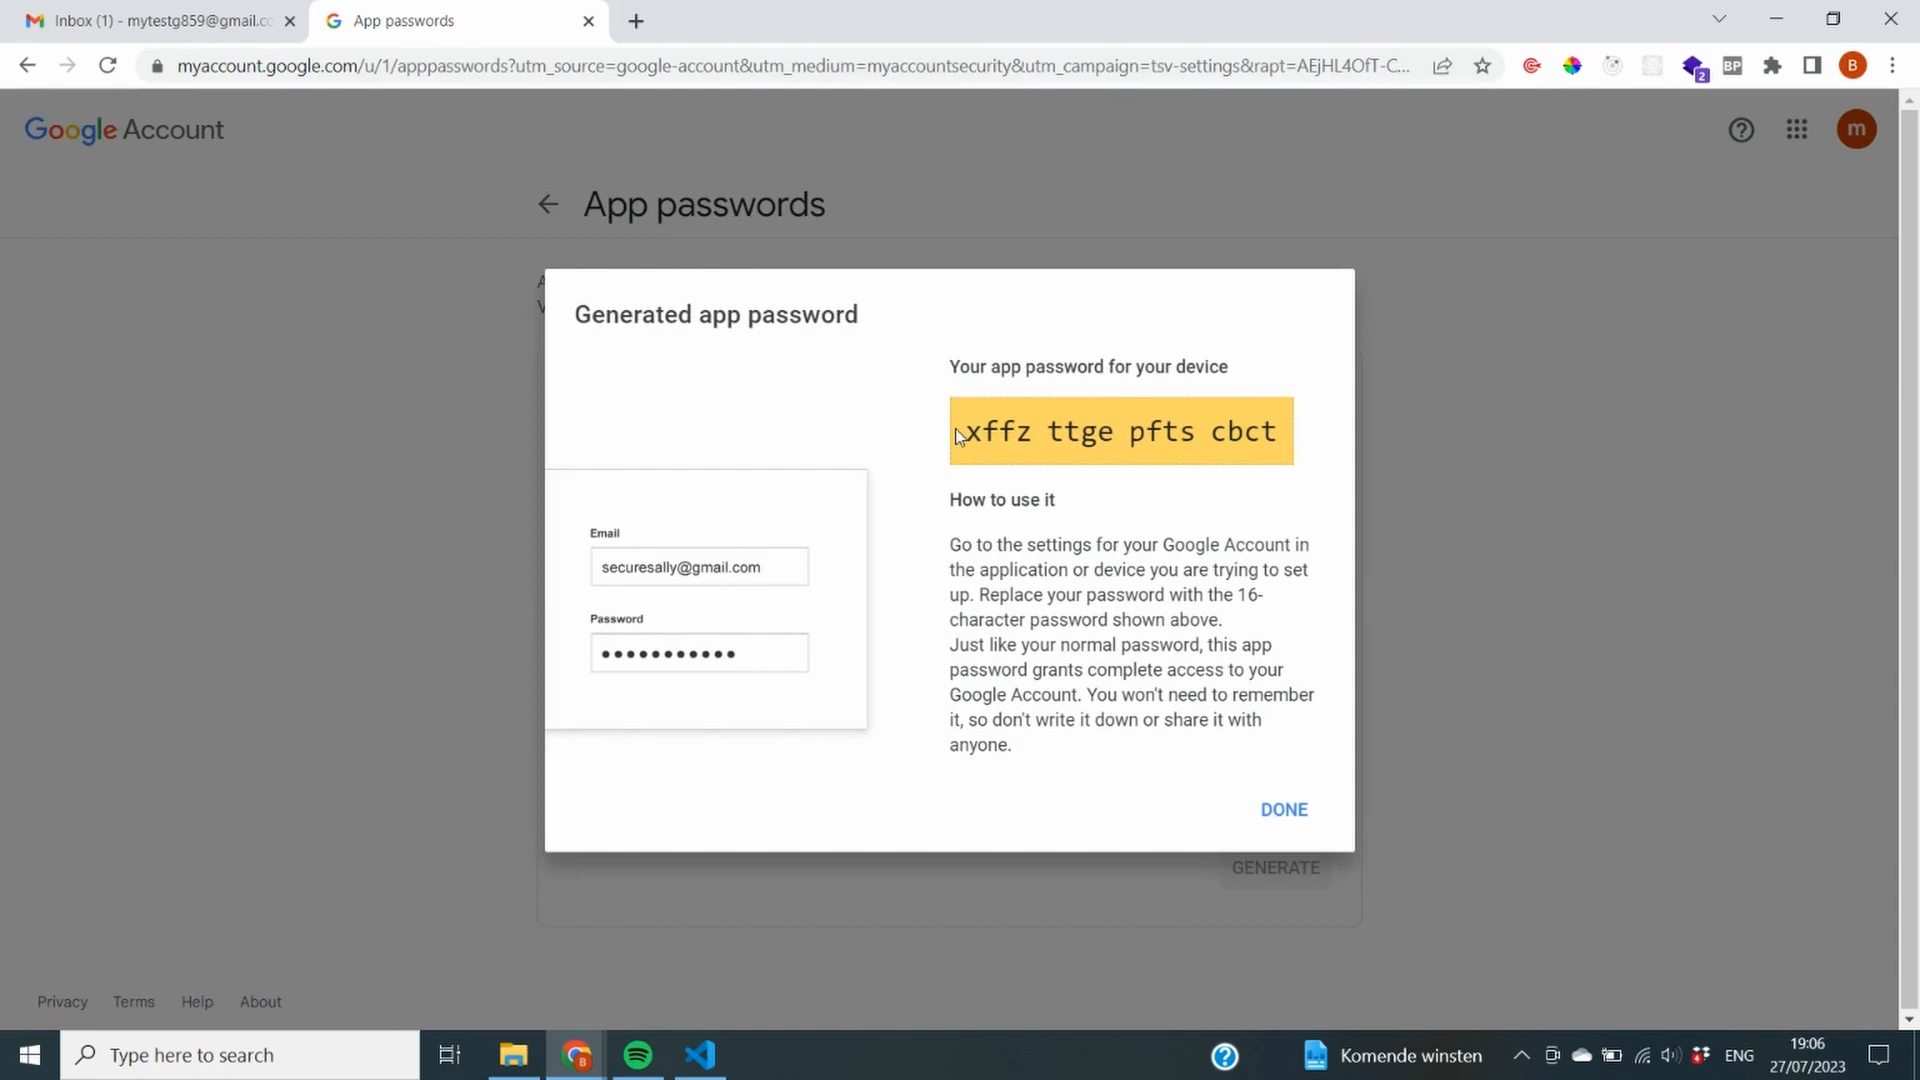 Inbox (1) - mytestg859@gmail.co
App passwords
myaccount.google.com/u/1/apppasswords?utm_source=google-account&utm_medium=myaccountsecurity&utm_campaign=tsv-settings&rapt=AEjHL4OfT-C...
2
BP
B
Google Account
m
App passwords
Generated app password
Your app password for your device
xffz ttge pfts cbct
How to use it
Email
securesally@gmail.com
Password
Go to the settings for your Google Account in
the application or device you are trying to set
up. Replace your password with the 16-
character password shown above.
Just like your normal password, this app
password grants complete access to your
Google Account. You won't need to remember
it, so don't write it down or share it with
anyone.
DONE
GENERATE
Privacy Terms Help About
Type here to search
Komende winsten
ENG
19:06
27/07/2023